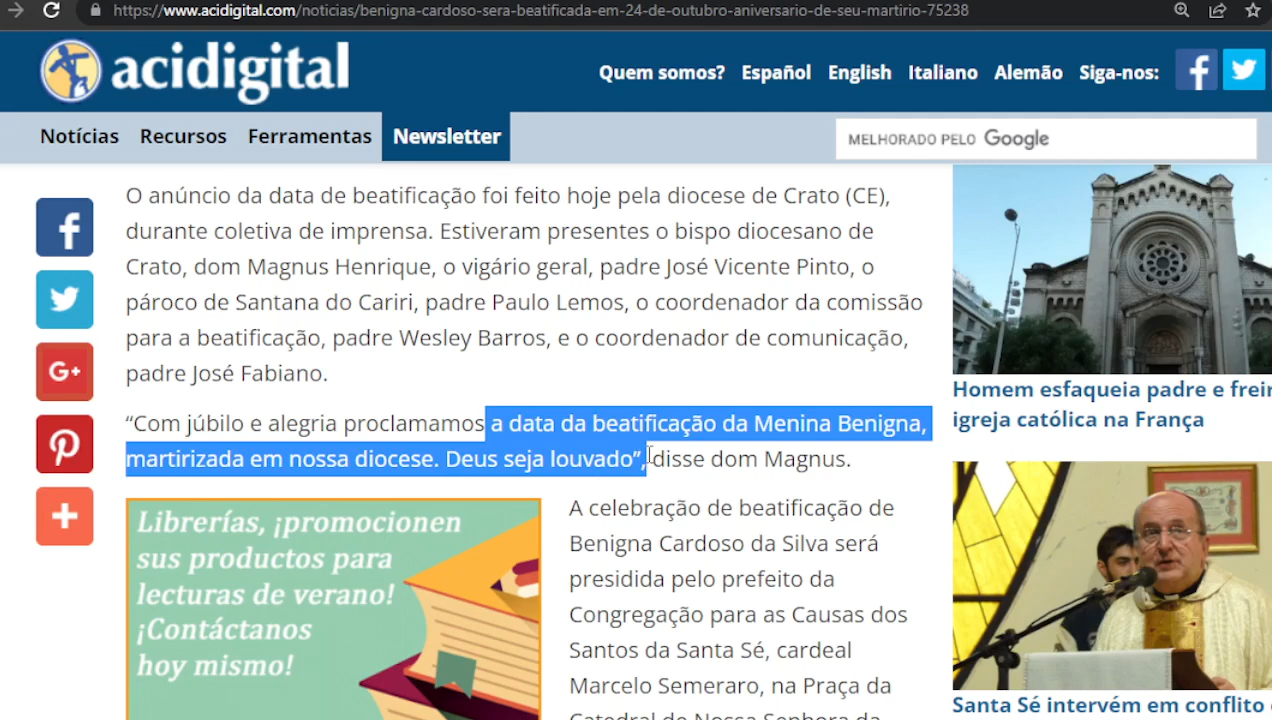 https://www.acidigital.com/noticias/benigna-cardoso-sera-beatificada-em-24-de-outubro-aniversario-de-seu-martirio-75238
acidigital
Quem somos? Español English Italiano Alemão Siga-nos:
Notícias Recursos Ferramentas Newsletter
MELHORADO PELO Google
O anúncio da data de beatificação foi feito hoje pela diocese de Crato (CE),
durante coletiva de imprensa. Estiveram presentes o bispo diocesano de
Crato, dom Magnus Henrique, o vigário geral, padre José Vicente Pinto, o
pároco de Santana do Cariri, padre Paulo Lemos, o coordenador da comissão
para a beatificação, padre Wesley Barros, e o coordenador de comunicação,
padre José Fabiano.
“Com júbilo e alegria proclamamos a data da beatificação da Menina Benigna,
martirizada em nossa diocese. Deus seja louvado”, disse dom Magnus.
Librerías, ¡promocionen
sus productos para
lecturas de verano!
¡Contáctanos
hoy mismo!
A celebração de beatificação de
Benigna Cardoso da Silva será
presidida pelo prefeito da
Congregação para as Causas dos
Santos da Santa Sé, cardeal
Marcelo Semeraro, na Praça da
Catedral de Nossa Senhora da
Homem esfaqueia padre e freir
igreja católica na França
Santa Sé intervém em conflito
G+